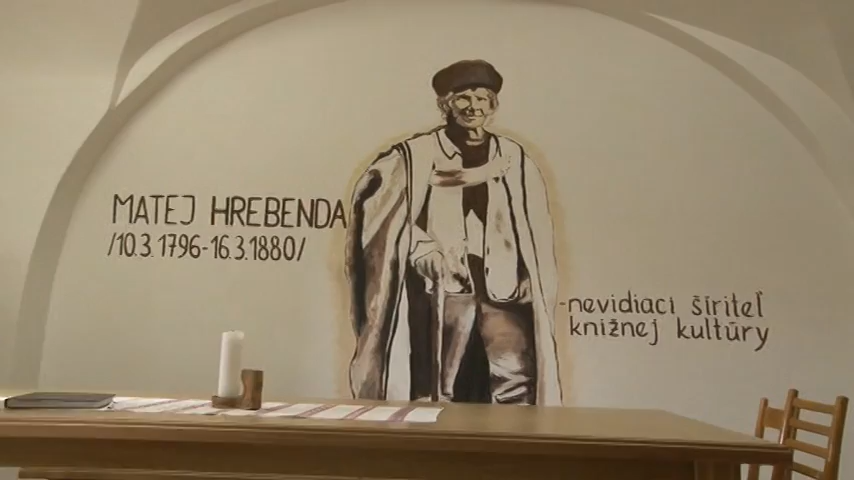 MATEJ HREBENDA
/10.3.1796-16.3.1880/
-nevidiaci šíriteľ
knižnej kultúry